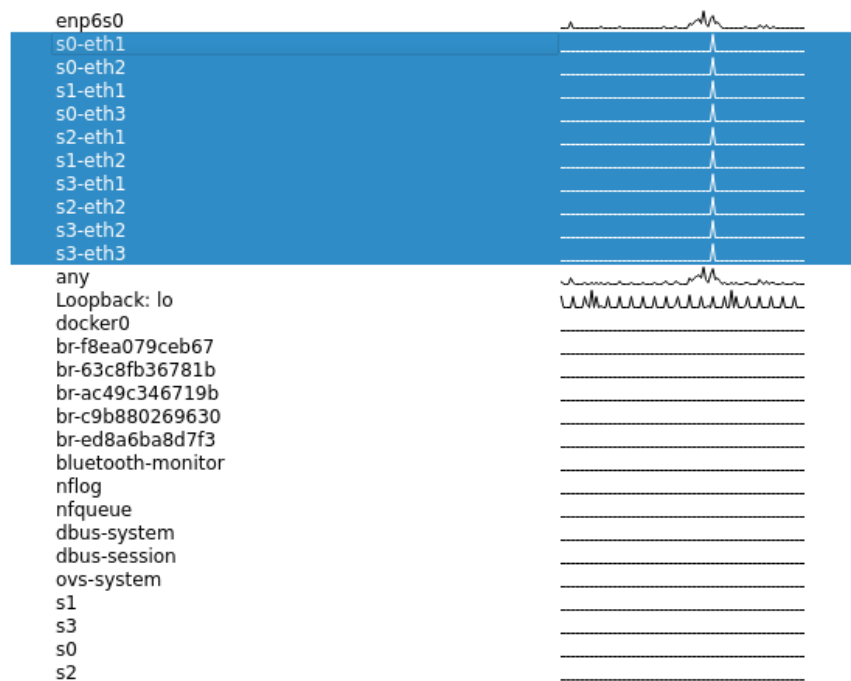 enp6s0
s0-eth1
s0-eth2
s1-eth1
s0-eth3
s2-eth1
s1-eth2
s3-eth1
s2-eth2
s3-eth2
s3-eth3
any
Loopback: lo
docker0
br-f8ea079ceb67
br-63c8fb36781b
br-ac49c346719b
br-c9b880269630
br-ed8a6ba8d7f3
bluetooth-monitor
nflog
nfqueue
dbus-system
dbus-session
ovs-system
s1
s3
s0
s2